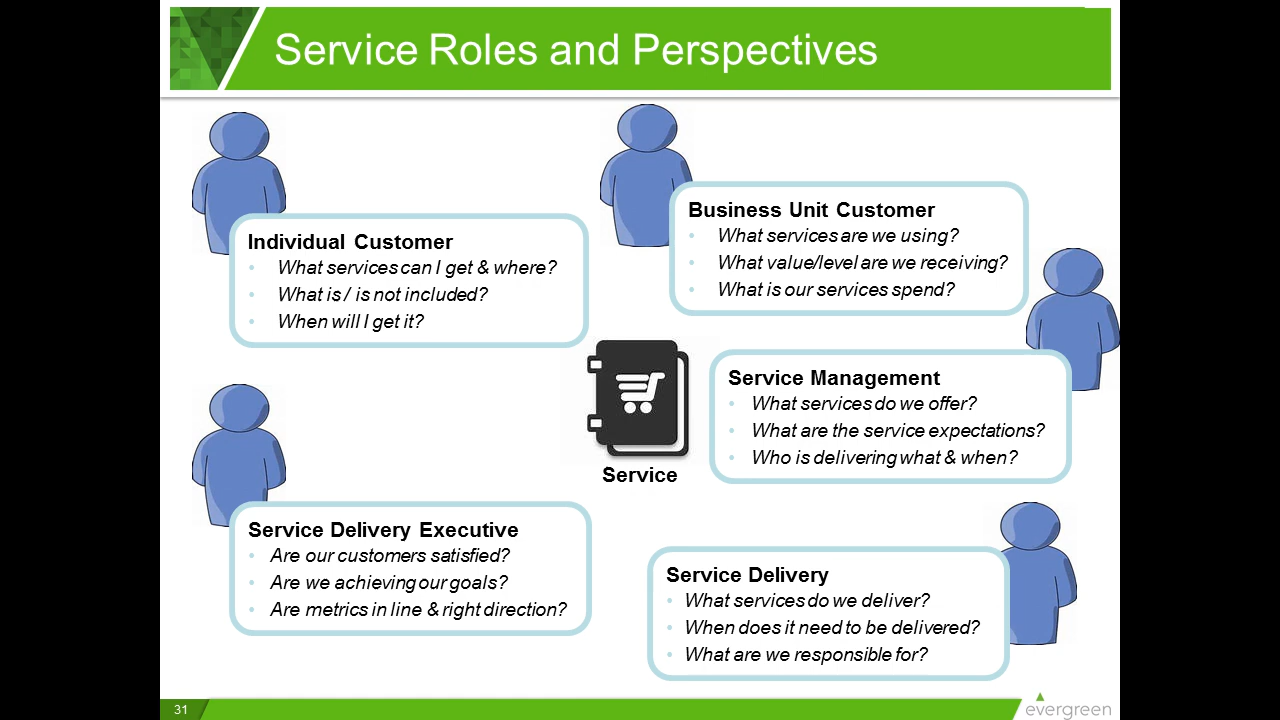 Service Roles and Perspectives
Individual Customer
• What services can I get & where?
• What is / is not included?
• When will I get it?
Business Unit Customer
• What services are we using?
• What value/level are we receiving?
• What is our services spend?
Service Management
• What services do we offer?
• What are the service expectations?
• Who is delivering what & when?
Service
Service Delivery Executive
• Are our customers satisfied?
• Are we achieving our goals?
• Are metrics in line & right direction?
Service Delivery
• What services do we deliver?
• When does it need to be delivered?
• What are we responsible for?
31
evergreen